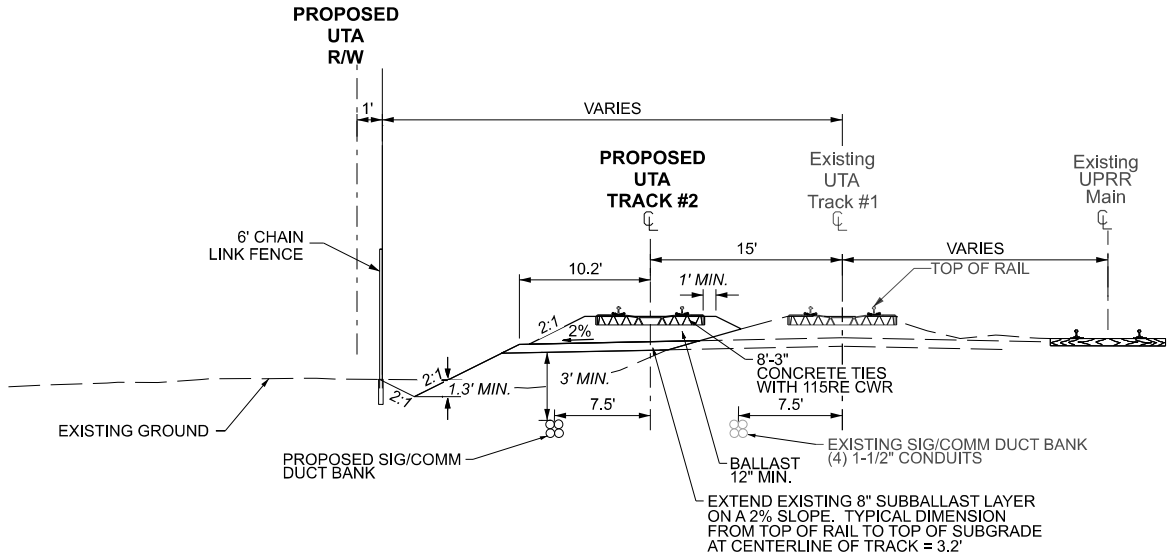 PROPOSED
UTA
R/W
1'
VARIES
PROPOSED
UTA
TRACK #2
℄
Existing
UTA
Track #1
℄
Existing
UPRR
Main
℄
6' CHAIN
LINK FENCE
10.2'
15'
VARIES
1' MIN.
TOP OF RAIL
2:1
2%
2:1
2:1
1.3' MIN.
3' MIN.
8'-3"
CONCRETE TIES
WITH 115RE CWR
7.5'
7.5'
EXISTING GROUND
PROPOSED SIG/COMM
DUCT BANK
EXISTING SIG/COMM DUCT BANK
(4) 1-1/2" CONDUITS
BALLAST
12" MIN.
EXTEND EXISTING 8" SUBBALLAST LAYER
ON A 2% SLOPE. TYPICAL DIMENSION
FROM TOP OF RAIL TO TOP OF SUBGRADE
AT CENTERLINE OF TRACK = 3.2'